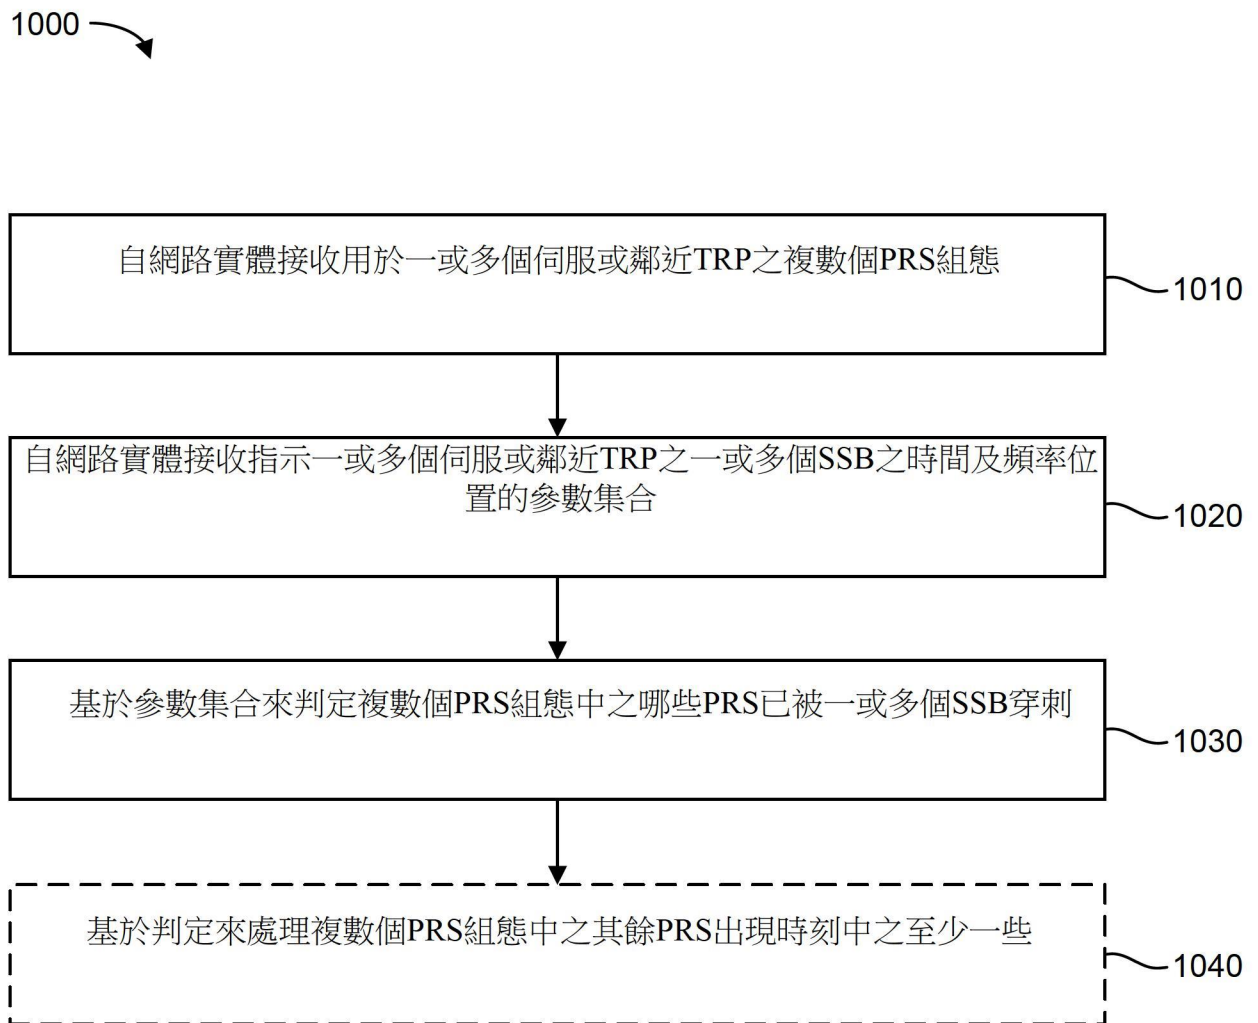 1000
自網路實體接收用於一或多個伺服或鄰近TRP之複數個PRS組態
1010
自網路實體接收指示一或多個伺服或鄰近TRP之一或多個SSB之時間及頻率位
置的參數集合
1020
基於參數集合來判定複數個PRS組態中之哪些PRS已被一或多個SSB穿刺
1030
基於判定來處理複數個PRS組態中之其餘PRS出現時刻中之至少一些
1040